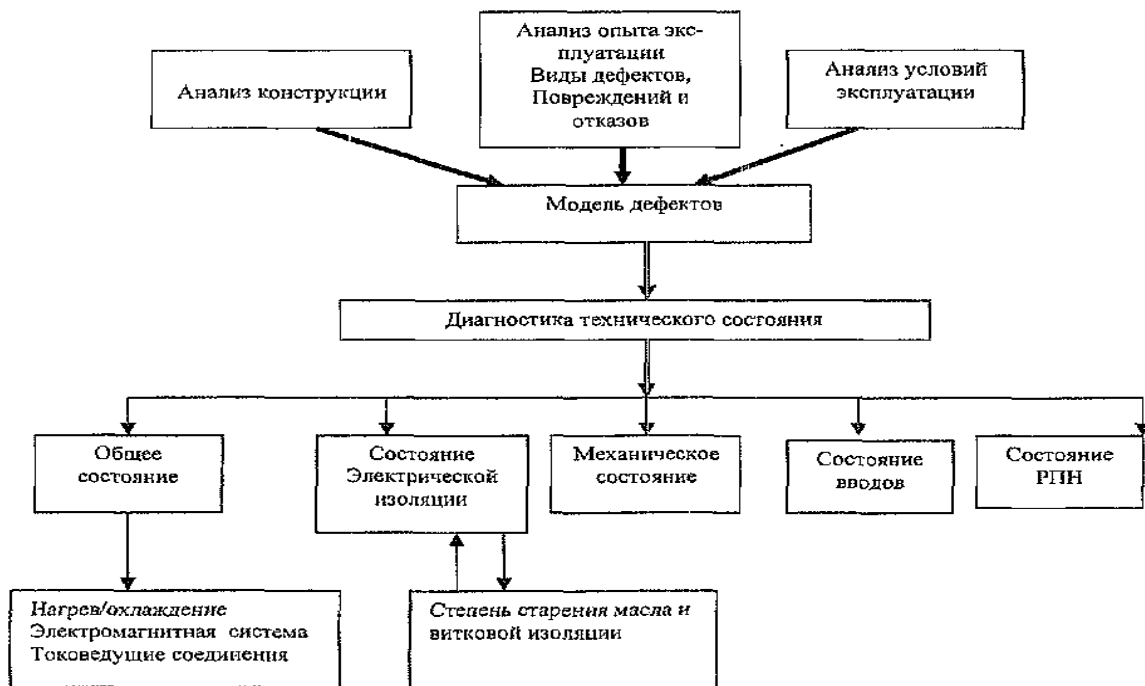 Анализ конструкции
Анализ опыта экс-
плуатации
Виды дефектов,
Повреждений и
отказов
Анализ условий
эксплуатации
Модель дефектов
Диагностика технического состояния
Общее
состояние
Состояние
Электрической
изоляции
Механическое
состояние
Состояние
вводов
Состояние
РПН
Нагрев/охлаждение
Электромагнитная система
Токоведущие соединения
Степень старения масла и
витковой изоляции